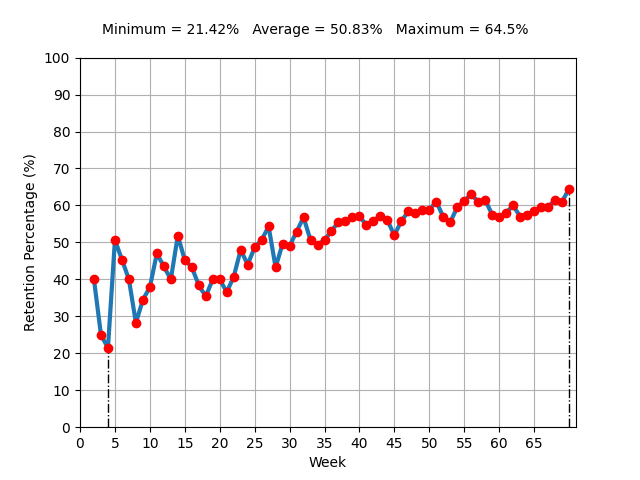 Minimum = 21.42%   Average = 50.83%   Maximum = 64.5%
100
90
80
70
60
50
40
30
20
10
0
Retention Percentage (%)
0 5 10 15 20 25 30 35 40 45 50 55 60 65
Week